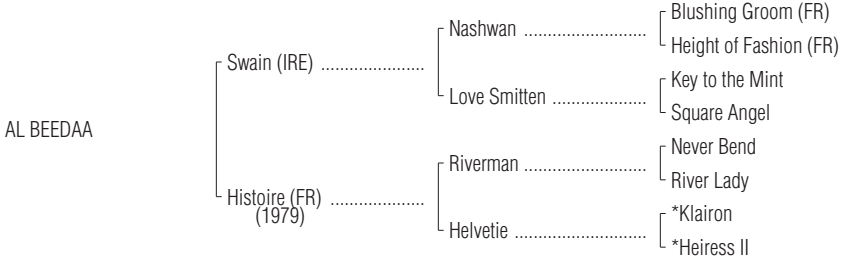 Blushing Groom (FR)
Nashwan ..........................
Height of Fashion (FR)
Swain (IRE) ......................
Key to the Mint
Love Smitten ....................
Square Angel
AL BEEDAA
Never Bend
Riverman ..........................
River Lady
Histoire (FR) ....................
(1979)
*Klairon
Helvetie ............................
*Heiress II